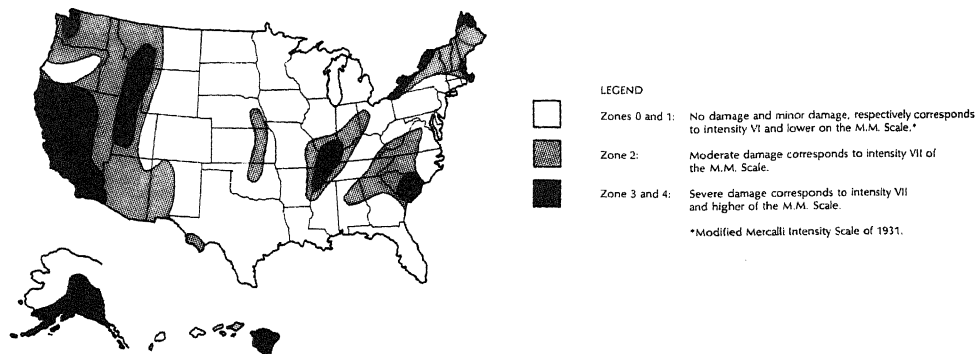 LEGEND
Zones 0 and 1: No damage and minor damage, respectively corresponds
to intensity VI and lower on the M.M. Scale.*
Zone 2: Moderate damage corresponds to intensity VII of
the M.M. Scale.
Zone 3 and 4: Severe damage corresponds to intensity VII
and higher of the M.M. Scale.
*Modified Mercalli Intensity Scale of 1931.